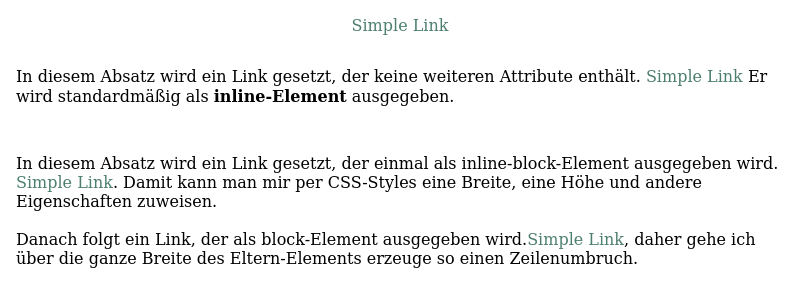 Simple Link
In diesem Absatz wird ein Link gesetzt, der keine weiteren Attribute enthält. Simple Link Er
wird standardmäßig als inline-Element ausgegeben.
In diesem Absatz wird ein Link gesetzt, der einmal als inline-block-Element ausgegeben wird.
Simple Link. Damit kann man mir per CSS-Styles eine Breite, eine Höhe und andere
Eigenschaften zuweisen.
Danach folgt ein Link, der als block-Element ausgegeben wird.Simple Link, daher gehe ich
über die ganze Breite des Eltern-Elements erzeuge so einen Zeilenumbruch.